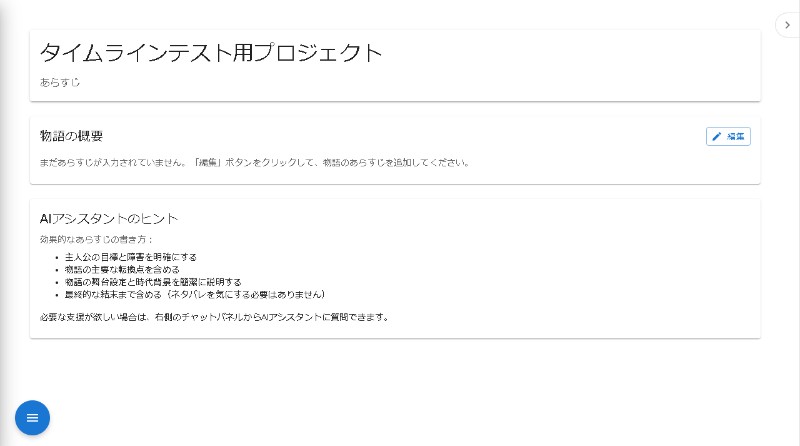 タイムラインテスト用プロジェクト
あらすじ
物語の概要
編集
まだあらすじが入力されていません。「編集」ボタンをクリックして、物語のあらすじを追加してください。
AIアシスタントのヒント
効果的なあらすじの書き方：
• 主人公の目標と障害を明確にする
• 物語の主要な転換点を含める
• 物語の舞台設定と時代背景を簡潔に説明する
• 最終的な結末まで含める（ネタバレを気にする必要はありません）
必要な支援が欲しい場合は、右側のチャットパネルからAIアシスタントに質問できます。